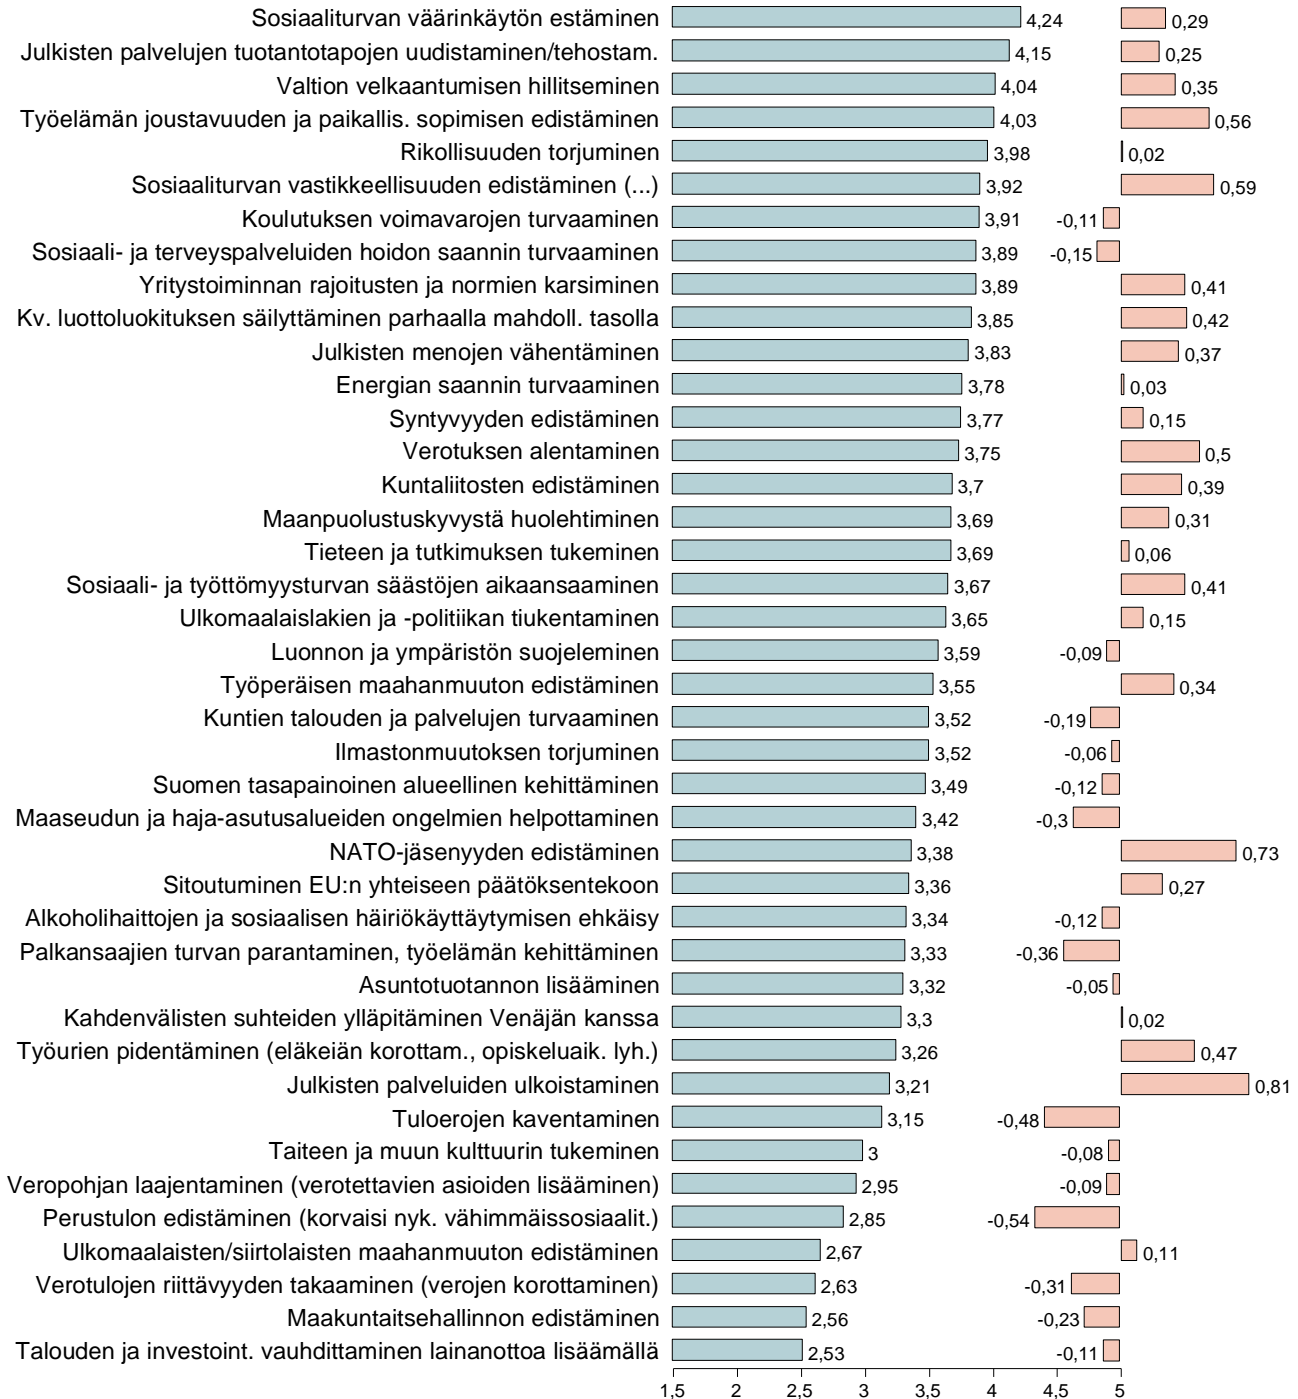 Sosiaaliturvan väärinkäytön estäminen 4,24 0,29
Julkisten palvelujen tuotantotapojen uudistaminen/tehostam. 4,15 0,25
Valtion velkaantumisen hillitseminen 4,04 0,35
Työelämän joustavuuden ja paikallis. sopimisen edistäminen 4,03 0,56
Rikollisuuden torjuminen 3,98 0,02
Sosiaaliturvan vastikkeellisuuden edistäminen (...) 3,92 0,59
Koulutuksen voimavarojen turvaaminen 3,91 -0,11
Sosiaali- ja terveyspalveluiden hoidon saannin turvaaminen 3,89 -0,15
Yritystoiminnan rajoitusten ja normien karsiminen 3,89 0,41
Kv. luottoluokituksen säilyttäminen parhaalla mahdoll. tasolla 3,85 0,42
Julkisten menojen vähentäminen 3,83 0,37
Energian saannin turvaaminen 3,78 0,03
Syntyvyyden edistäminen 3,77 0,15
Verotuksen alentaminen 3,75 0,5
Kuntaliitosten edistäminen 3,7 0,39
Maanpuolustuskyvystä huolehtiminen 3,69 0,31
Tieteen ja tutkimuksen tukeminen 3,69 0,06
Sosiaali- ja työttömyysturvan säästöjen aikaansaaminen 3,67 0,41
Ulkomaalaislakien ja -politiikan tiukentaminen 3,65 0,15
Luonnon ja ympäristön suojeleminen 3,59 -0,09
Työperäisen maahanmuuton edistäminen 3,55 0,34
Kuntien talouden ja palvelujen turvaaminen 3,52 -0,19
Ilmastonmuutoksen torjuminen 3,52 -0,06
Suomen tasapainoinen alueellinen kehittäminen 3,49 -0,12
Maaseudun ja haja-asutusalueiden ongelmien helpottaminen 3,42 -0,3
NATO-jäsenyyden edistäminen 3,38 0,73
Sitoutuminen EU:n yhteiseen päätöksentekoon 3,36 0,27
Alkoholihaittojen ja sosiaalisen häiriökäyttäytymisen ehkäisy 3,34 -0,12
Palkansaajien turvan parantaminen, työelämän kehittäminen 3,33 -0,36
Asuntotuotannon lisääminen 3,32 -0,05
Kahdenvälisten suhteiden ylläpitäminen Venäjän kanssa 3,3 0,02
Työurien pidentäminen (eläkeiän korottam., opiskeluaik. lyh.) 3,26 0,47
Julkisten palveluiden ulkoistaminen 3,21 0,81
Tuloerojen kaventaminen 3,15 -0,48
Taiteen ja muun kulttuurin tukeminen 3 -0,08
Veropohjan laajentaminen (verotettavien asioiden lisääminen) 2,95 -0,09
Perustulon edistäminen (korvaisi nyk. vähimmäissosiaalit.) 2,85 -0,54
Ulkomaalaisten/siirtolaisten maahanmuuton edistäminen 2,67 0,11
Verotulojen riittävyyden takaaminen (verojen korottaminen) 2,63 -0,31
Maakuntaitsehallinnon edistäminen 2,56 -0,23
Talouden ja investoint. vauhdittaminen lainanottoa lisäämällä 2,53 -0,11
1,5 2 2,5 3 3,5 4 4,5 5